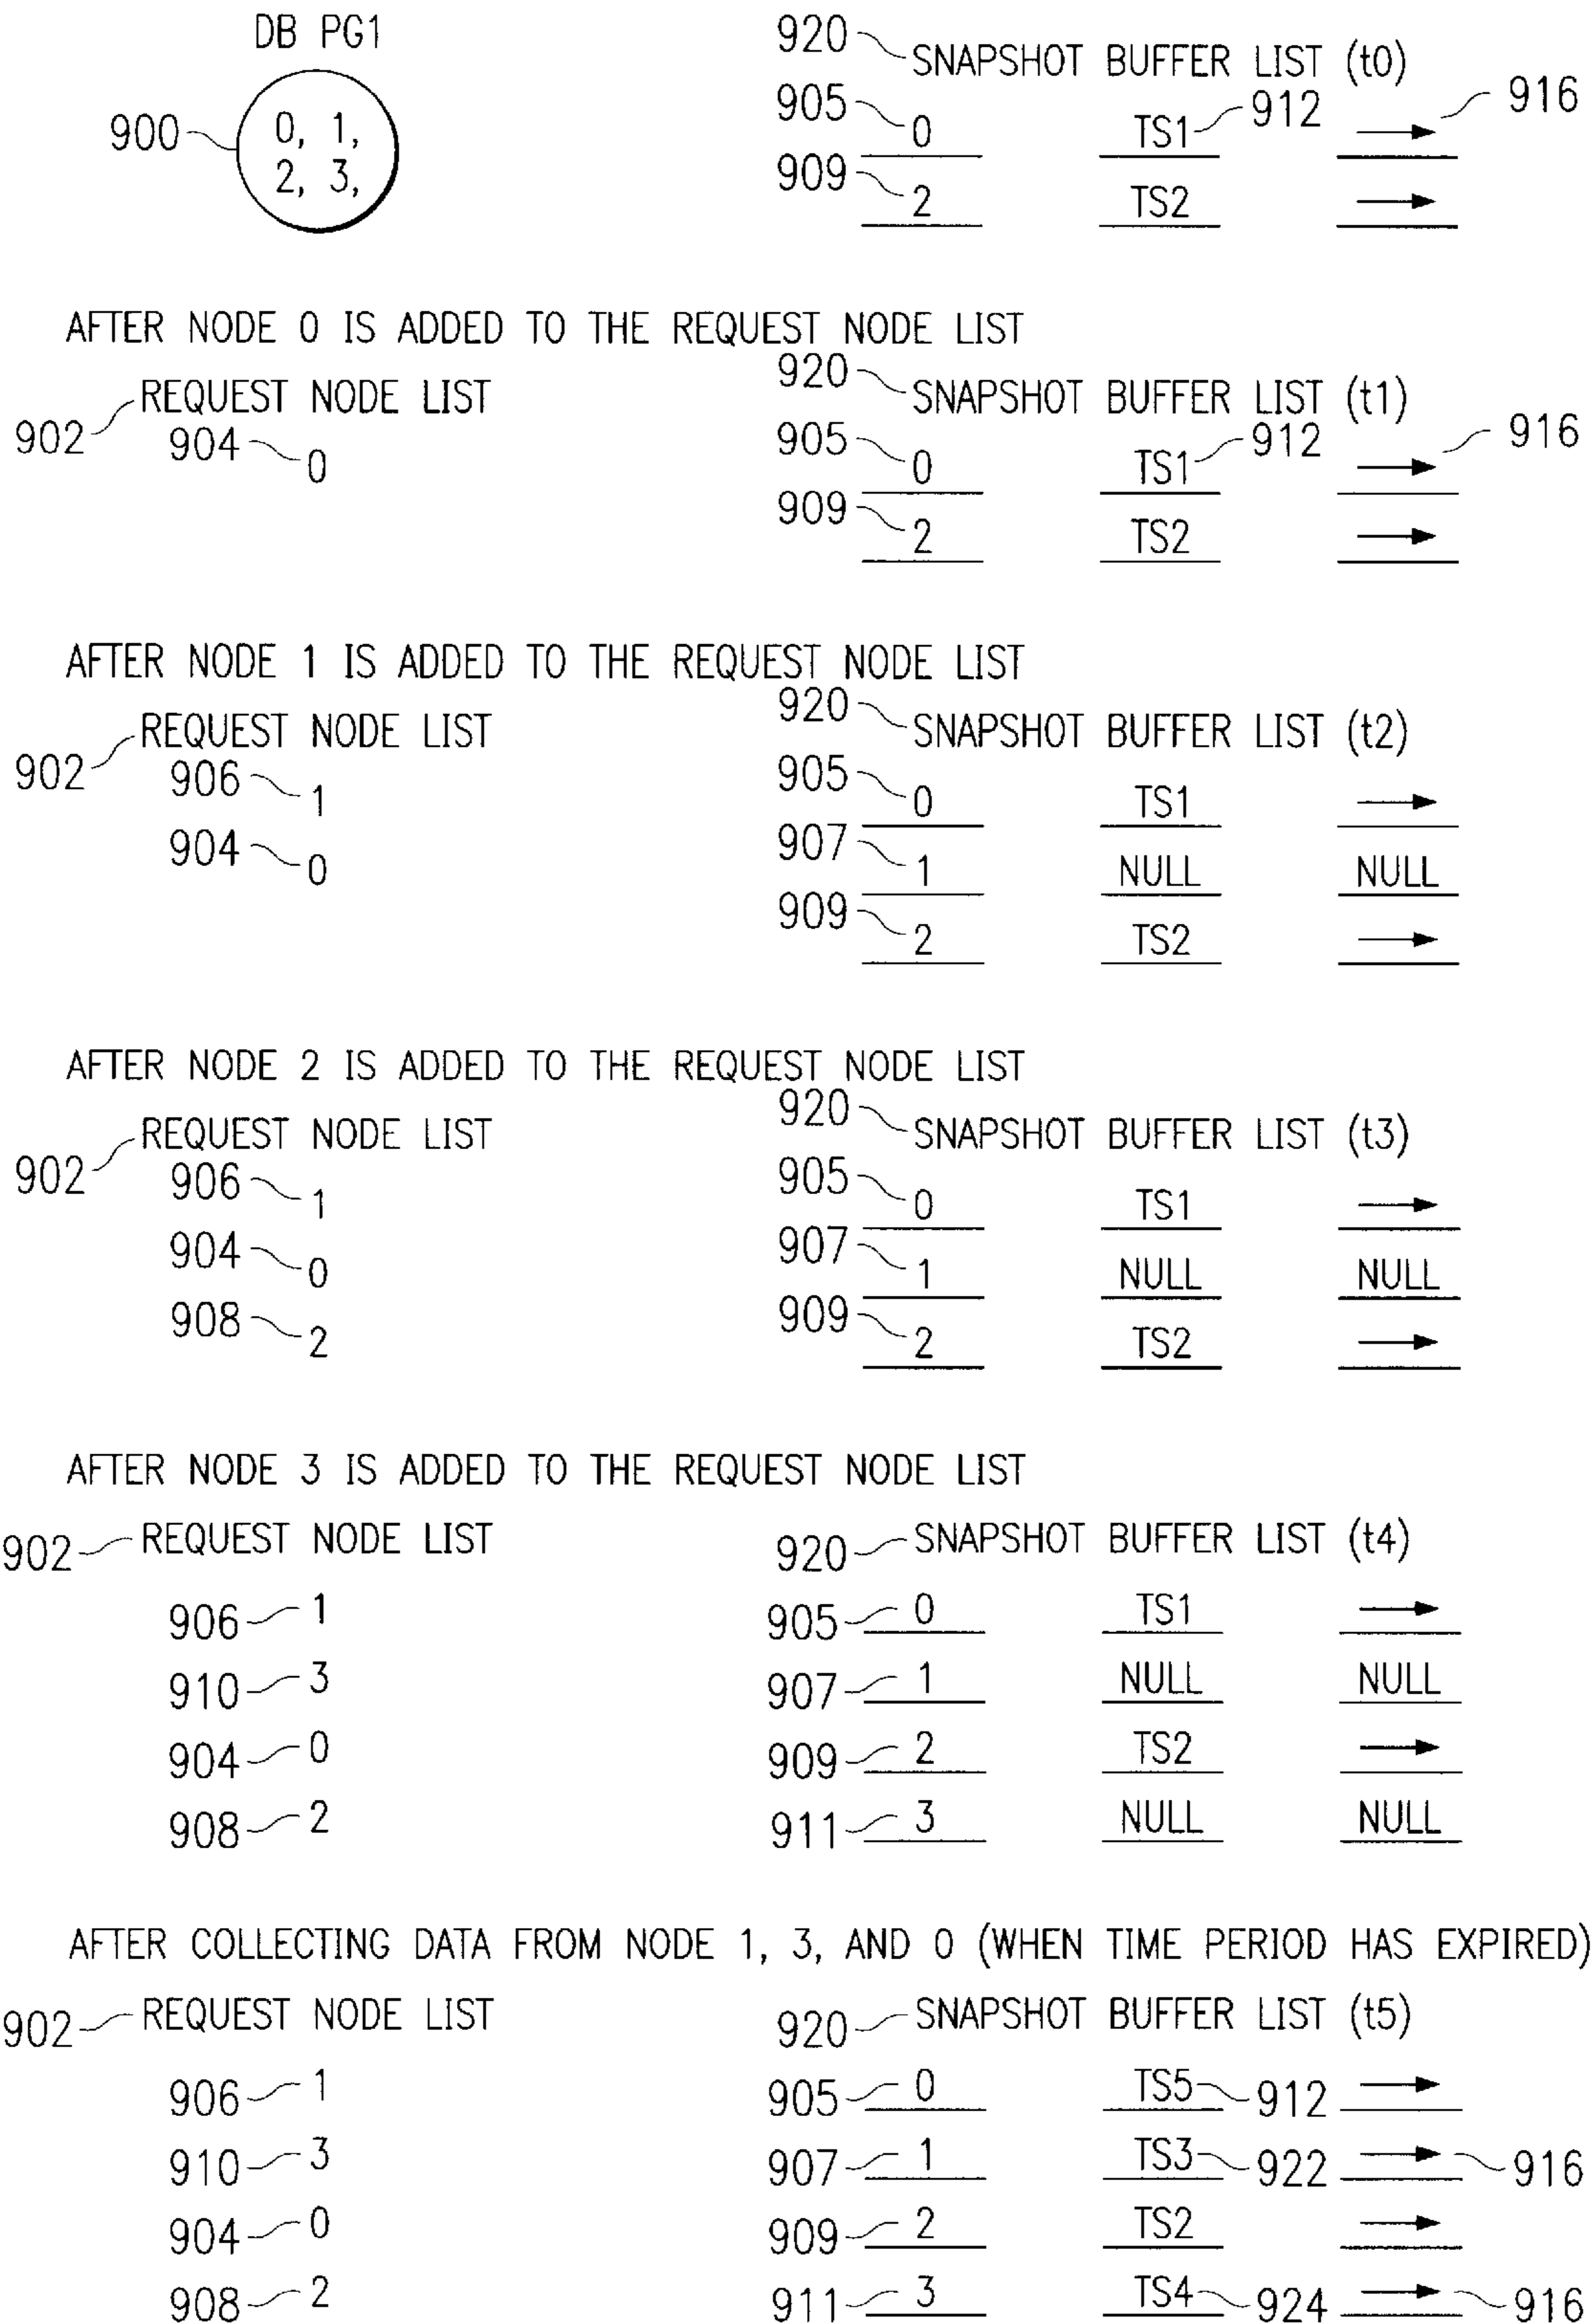 DB PG1
920 SNAPSHOT BUFFER LIST (t0)
900 0, 1,
2, 3,
905 0 TS1 912 916
909 2 TS2
AFTER NODE 0 IS ADDED TO THE REQUEST NODE LIST
902 REQUEST NODE LIST
904 0
920 SNAPSHOT BUFFER LIST (t1)
905 0 TS1 912 916
909 2 TS2
AFTER NODE 1 IS ADDED TO THE REQUEST NODE LIST
902 REQUEST NODE LIST
906 1
904 0
920 SNAPSHOT BUFFER LIST (t2)
905 0 TS1
907 1 NULL NULL
909 2 TS2
AFTER NODE 2 IS ADDED TO THE REQUEST NODE LIST
902 REQUEST NODE LIST
906 1
904 0
908 2
920 SNAPSHOT BUFFER LIST (t3)
905 0 TS1
907 1 NULL NULL
909 2 TS2
AFTER NODE 3 IS ADDED TO THE REQUEST NODE LIST
902 REQUEST NODE LIST
906 1
910 3
904 0
908 2
920 SNAPSHOT BUFFER LIST (t4)
905 0 TS1
907 1 NULL NULL
909 2 TS2
911 3 NULL NULL
AFTER COLLECTING DATA FROM NODE 1, 3, AND 0 (WHEN TIME PERIOD HAS EXPIRED)
902 REQUEST NODE LIST
906 1
910 3
904 0
908 2
920 SNAPSHOT BUFFER LIST (t5)
905 0 TS5 912
907 1 TS3 922 916
909 2 TS2
911 3 TS4 924 916